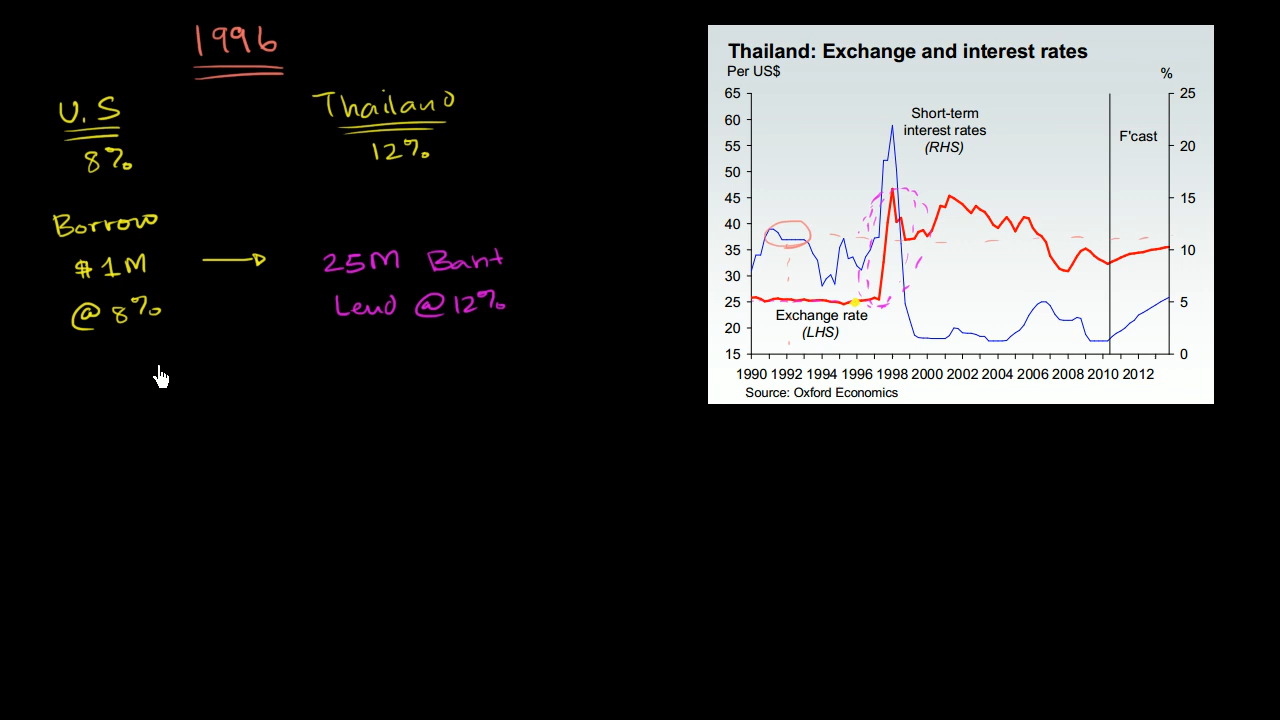 1996
U.S
8%
Thailand
12%
Borrow
$1M
@ 8%
25M Baht
Lend @ 12%
Thailand: Exchange and interest rates
Per US$
%
65
60
55
50
45
40
35
30
25
20
15
25
20
15
10
5
0
Short-term
interest rates
(RHS)
F'cast
Exchange rate
(LHS)
1990 1992 1994 1996 1998 2000 2002 2004 2006 2008 2010 2012
Source: Oxford Economics